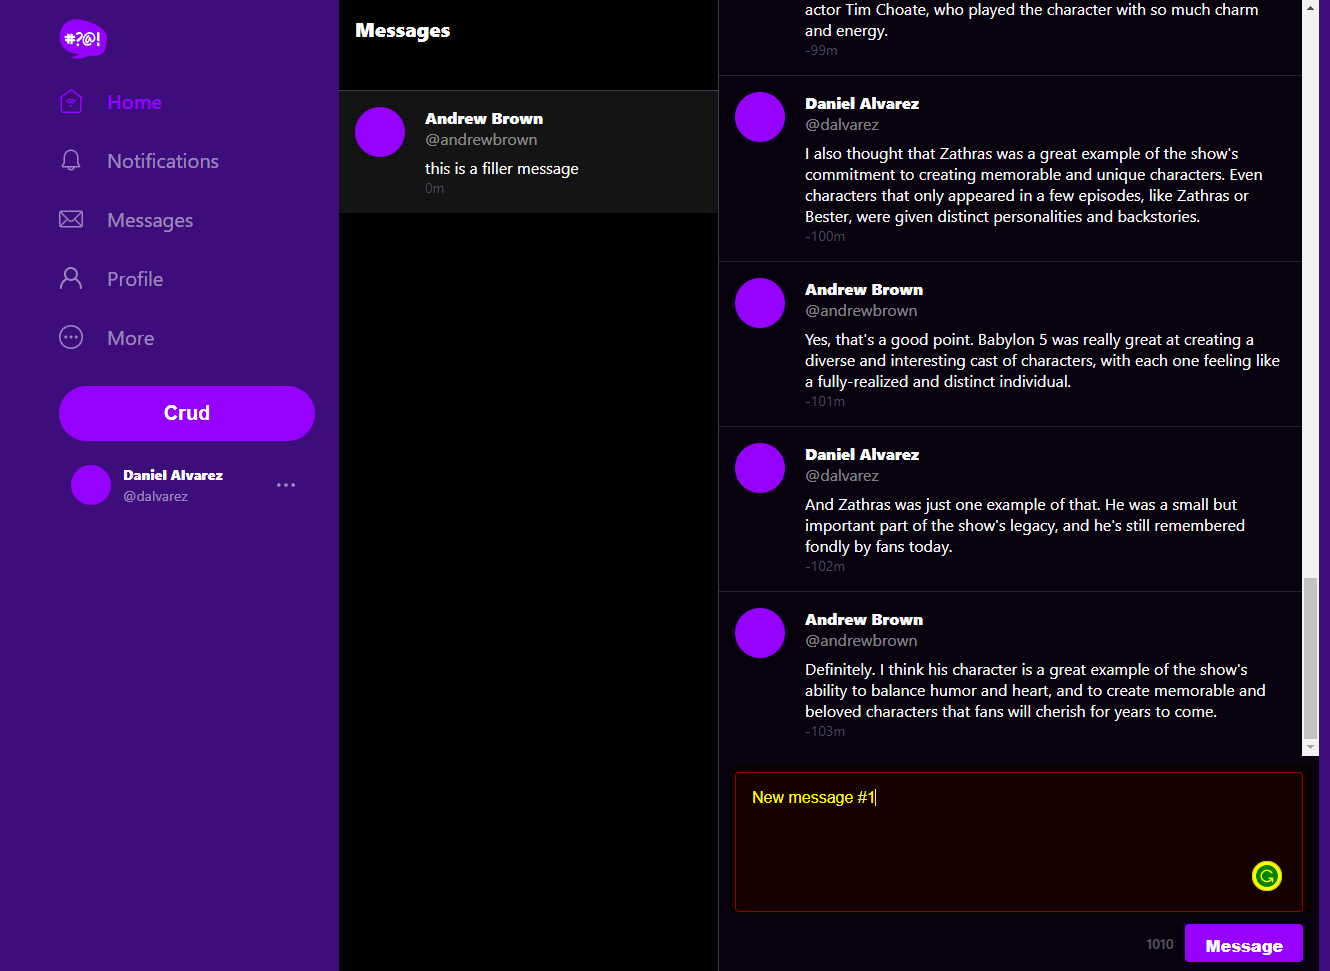 #?@!
Home
Notifications
Messages
Profile
More
Crud
Daniel Alvarez
@dalvarez
Messages
Andrew Brown
@andrewbrown
this is a filler message
0m
actor Tim Choate, who played the character with so much charm
and energy.
-99m
Daniel Alvarez
@dalvarez
I also thought that Zathras was a great example of the show's
commitment to creating memorable and unique characters. Even
characters that only appeared in a few episodes, like Zathras or
Bester, were given distinct personalities and backstories.
-100m
Andrew Brown
@andrewbrown
Yes, that's a good point. Babylon 5 was really great at creating a
diverse and interesting cast of characters, with each one feeling like
a fully-realized and distinct individual.
-101m
Daniel Alvarez
@dalvarez
And Zathras was just one example of that. He was a small but
important part of the show's legacy, and he's still remembered
fondly by fans today.
-102m
Andrew Brown
@andrewbrown
Definitely. I think his character is a great example of the show's
ability to balance humor and heart, and to create memorable and
beloved characters that fans will cherish for years to come.
-103m
New message #1
1010
Message